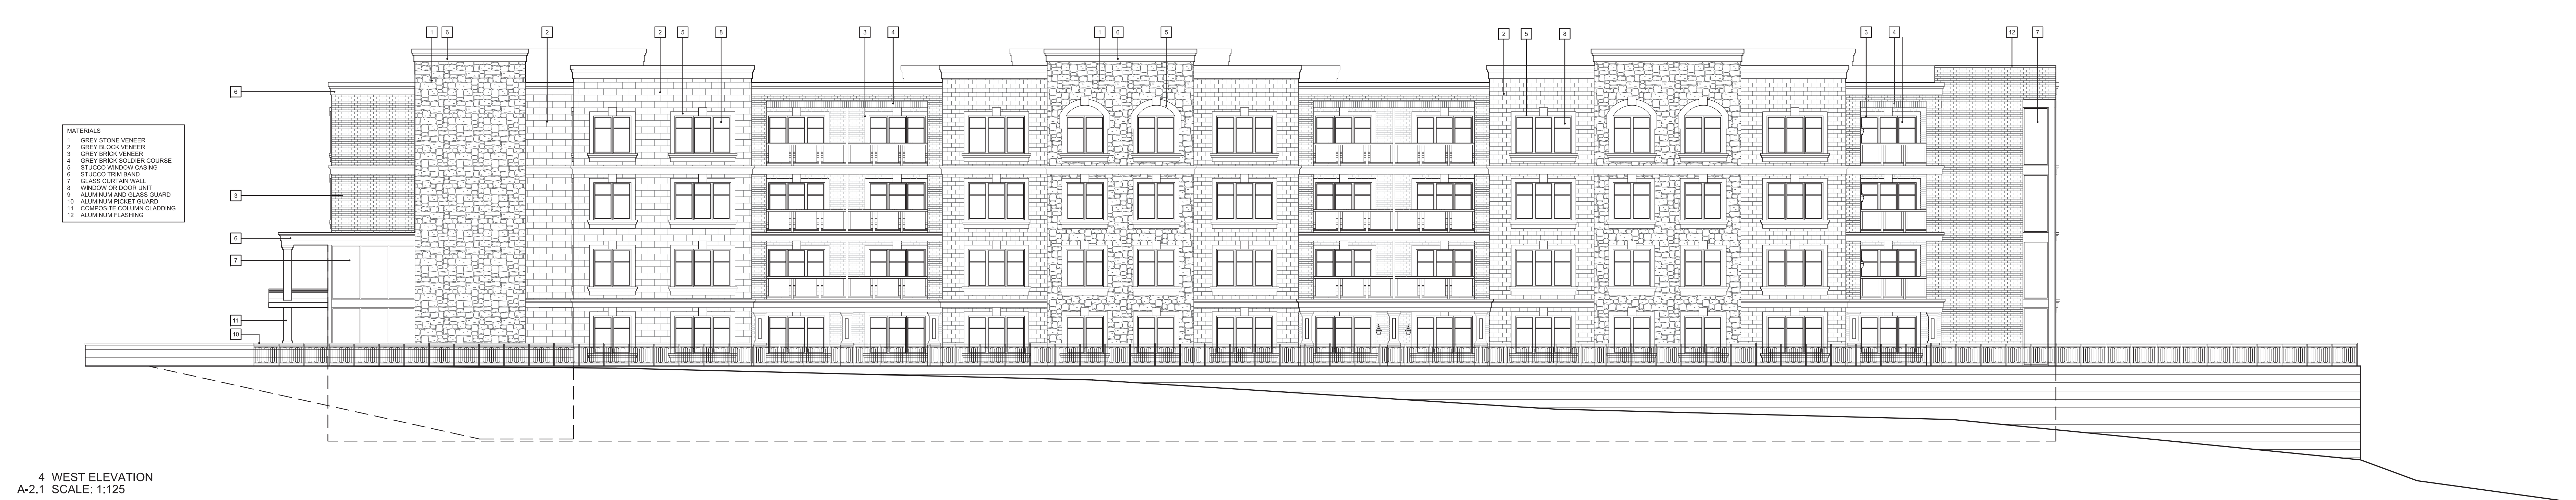 1 6 2 2 5 8 3 4 1 6 5 2 5 8 3 4 12 7
6
MATERIALS
1 GREY STONE VENEER
2 GREY BLOCK VENEER
3 GREY BRICK VENEER
4 GREY BRICK SOLDIER COURSE
5 STUCCO WINDOW CASING
6 STUCCO TRIM BAND
7 GLASS CURTAIN WALL
8 WINDOW OR DOOR UNIT
9 ALUMINUM AND GLASS GUARD
10 ALUMINUM PICKET GUARD
11 COMPOSITE COLUMN CLADDING
12 ALUMINUM FLASHING
3
6
7
11
10
4 WEST ELEVATION
A-2.1 SCALE: 1:125